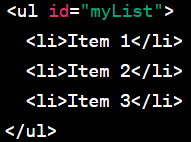 <ul id="myList">
  <li>Item 1</li>
  <li>Item 2</li>
  <li>Item 3</li>
</ul>